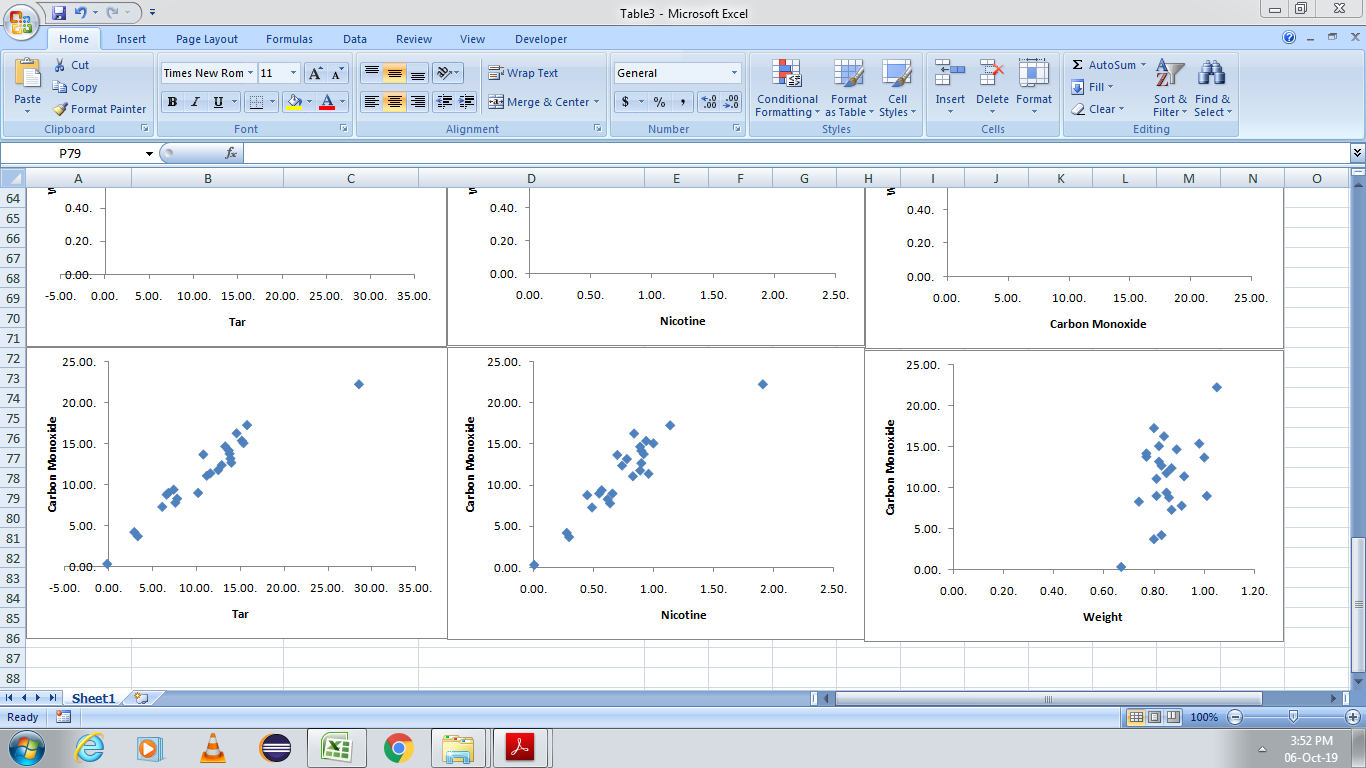 Table3 - Microsoft Excel
Home Insert Page Layout Formulas Data Review View Developer
Paste
Cut
Copy
Format Painter
Clipboard
Times New Rom 11
A A
B I U A
Font
Wrap Text
Merge & Center
Alignment
General
$ % ,
.0 .00
.00 .0
Number
Conditional Formatting
Format as Table
Cell Styles
Styles
Insert Delete Format
Cells
Σ AutoSum
Fill
Clear
Sort & Filter
Find & Select
Editing
P79 fx
A B C D E F G H I J K L M N O
64
65
66
67
68
69
70
71
72
73
74
75
76
77
78
79
80
81
82
83
84
85
86
87
88
0.40.
0.20.
0.00.
-5.00. 0.00. 5.00. 10.00. 15.00. 20.00. 25.00. 30.00. 35.00.
Tar
0.40.
0.20.
0.00.
0.00. 0.50. 1.00. 1.50. 2.00. 2.50.
Nicotine
0.40.
0.20.
0.00.
0.00. 5.00. 10.00. 15.00. 20.00. 25.00.
Carbon Monoxide
25.00.
20.00.
15.00.
10.00.
5.00.
0.00.
Carbon Monoxide
-5.00. 0.00. 5.00. 10.00. 15.00. 20.00. 25.00. 30.00. 35.00.
Tar
25.00.
20.00.
15.00.
10.00.
5.00.
0.00.
Carbon Monoxide
0.00. 0.50. 1.00. 1.50. 2.00. 2.50.
Nicotine
25.00.
20.00.
15.00.
10.00.
5.00.
0.00.
Carbon Monoxide
0.00. 0.20. 0.40. 0.60. 0.80. 1.00. 1.20.
Weight
Sheet1
Ready 100%
3:52 PM
06-Oct-19